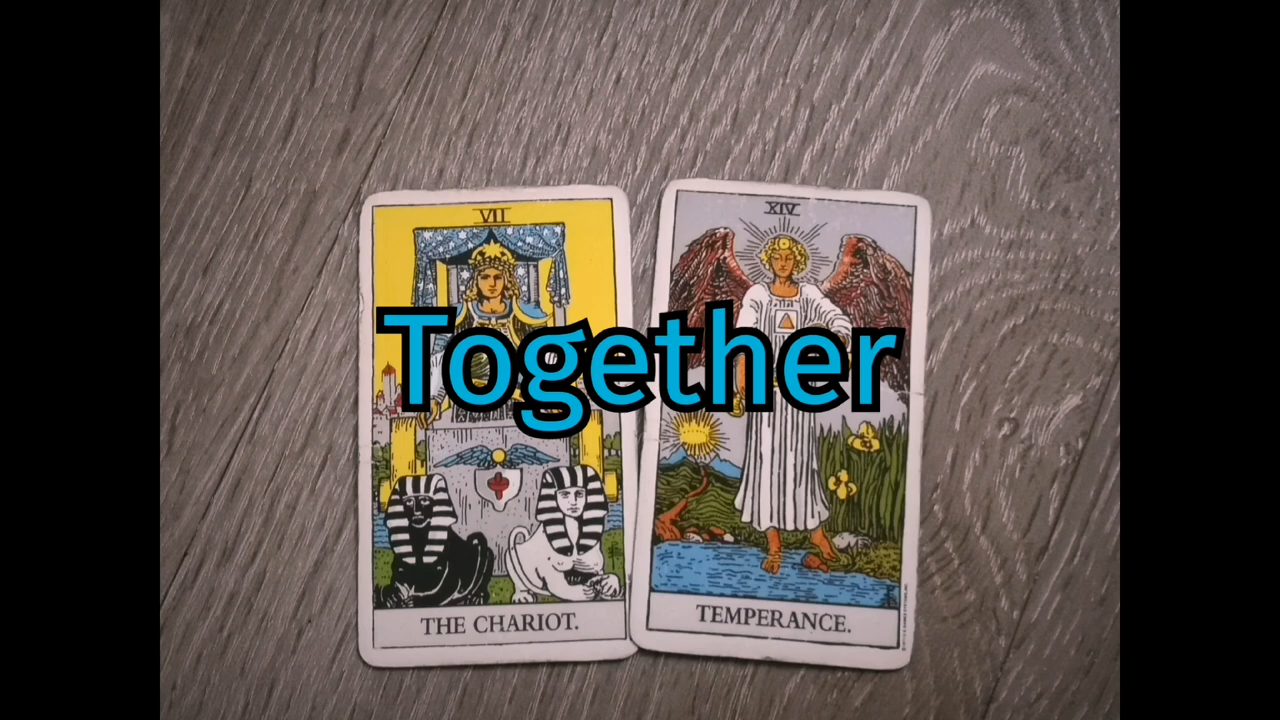 VII
XIV
Together
THE CHARIOT.
TEMPERANCE.